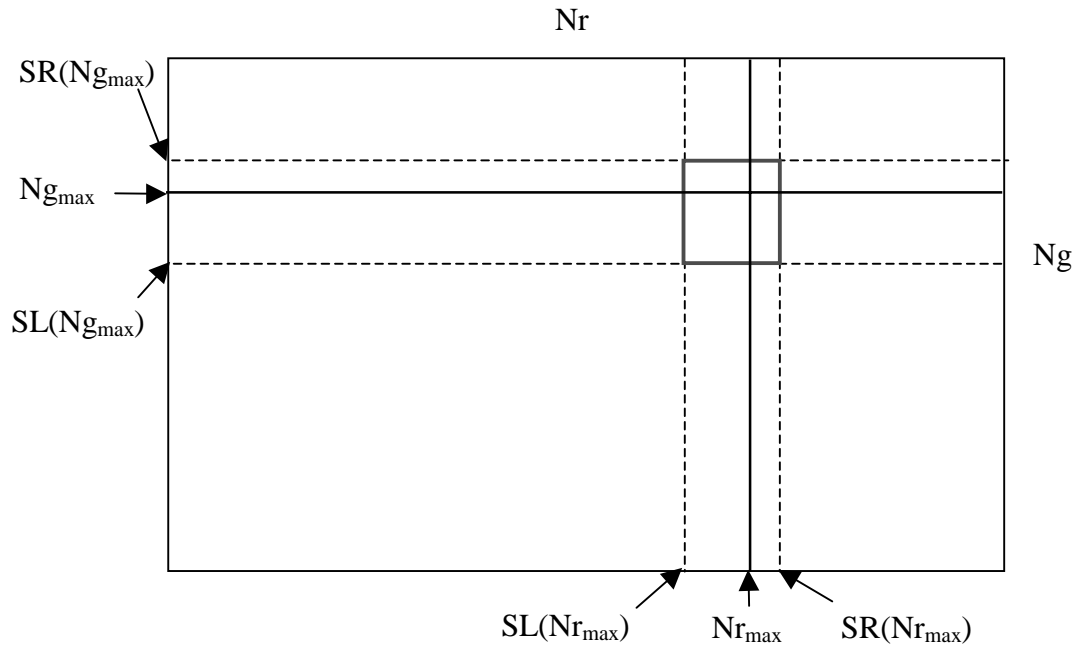 Nr
SR(Ngmax)
Ngmax
Ng
SL(Ngmax)
SL(Nrmax)
Nrmax
SR(Nrmax)